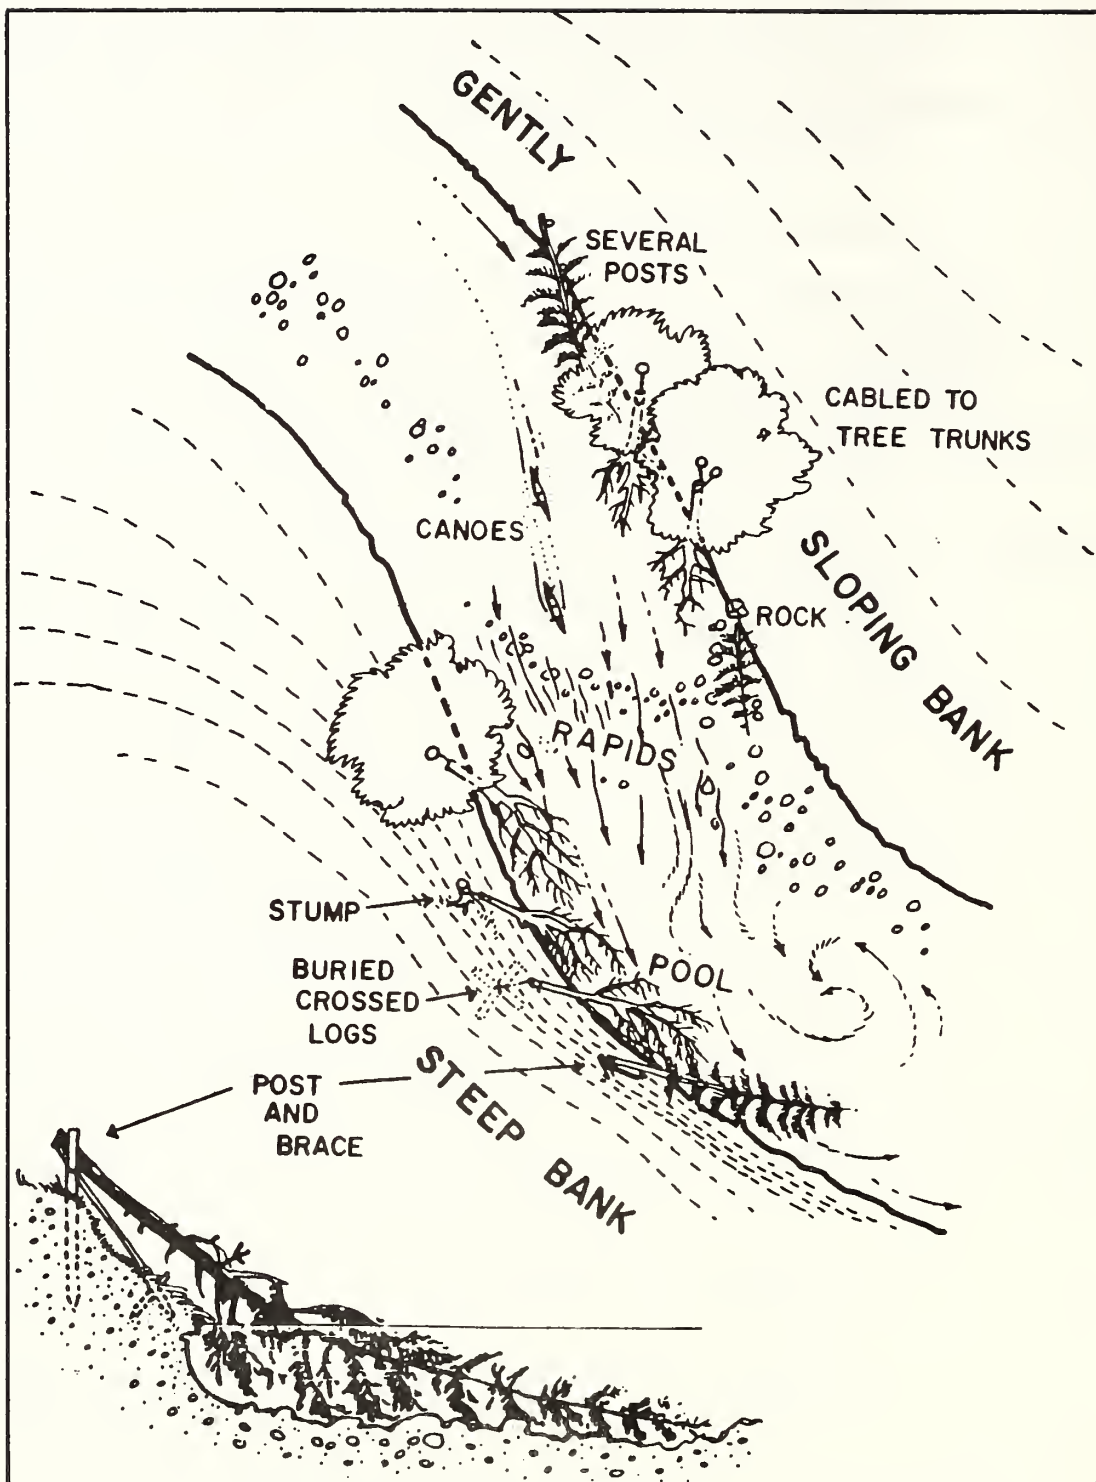 GENTLY
SEVERAL
POSTS
CABLED TO
TREE TRUNKS
CANOES
SLOPING BANK
ROCK
RAPIDS
STUMP
POOL
BURIED
CROSSED
LOGS
STEEP BANK
POST
AND
BRACE